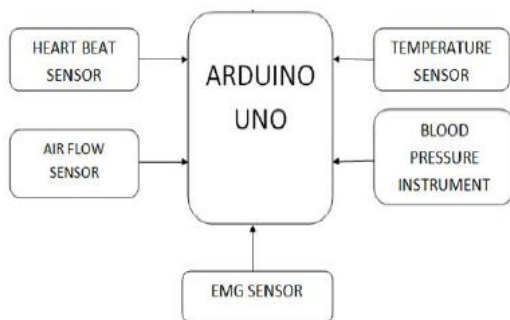 HEART BEAT
SENSOR
ARDUINO
UNO
TEMPERATURE
SENSOR
AIR FLOW
SENSOR
BLOOD
PRESSURE
INSTRUMENT
EMG SENSOR